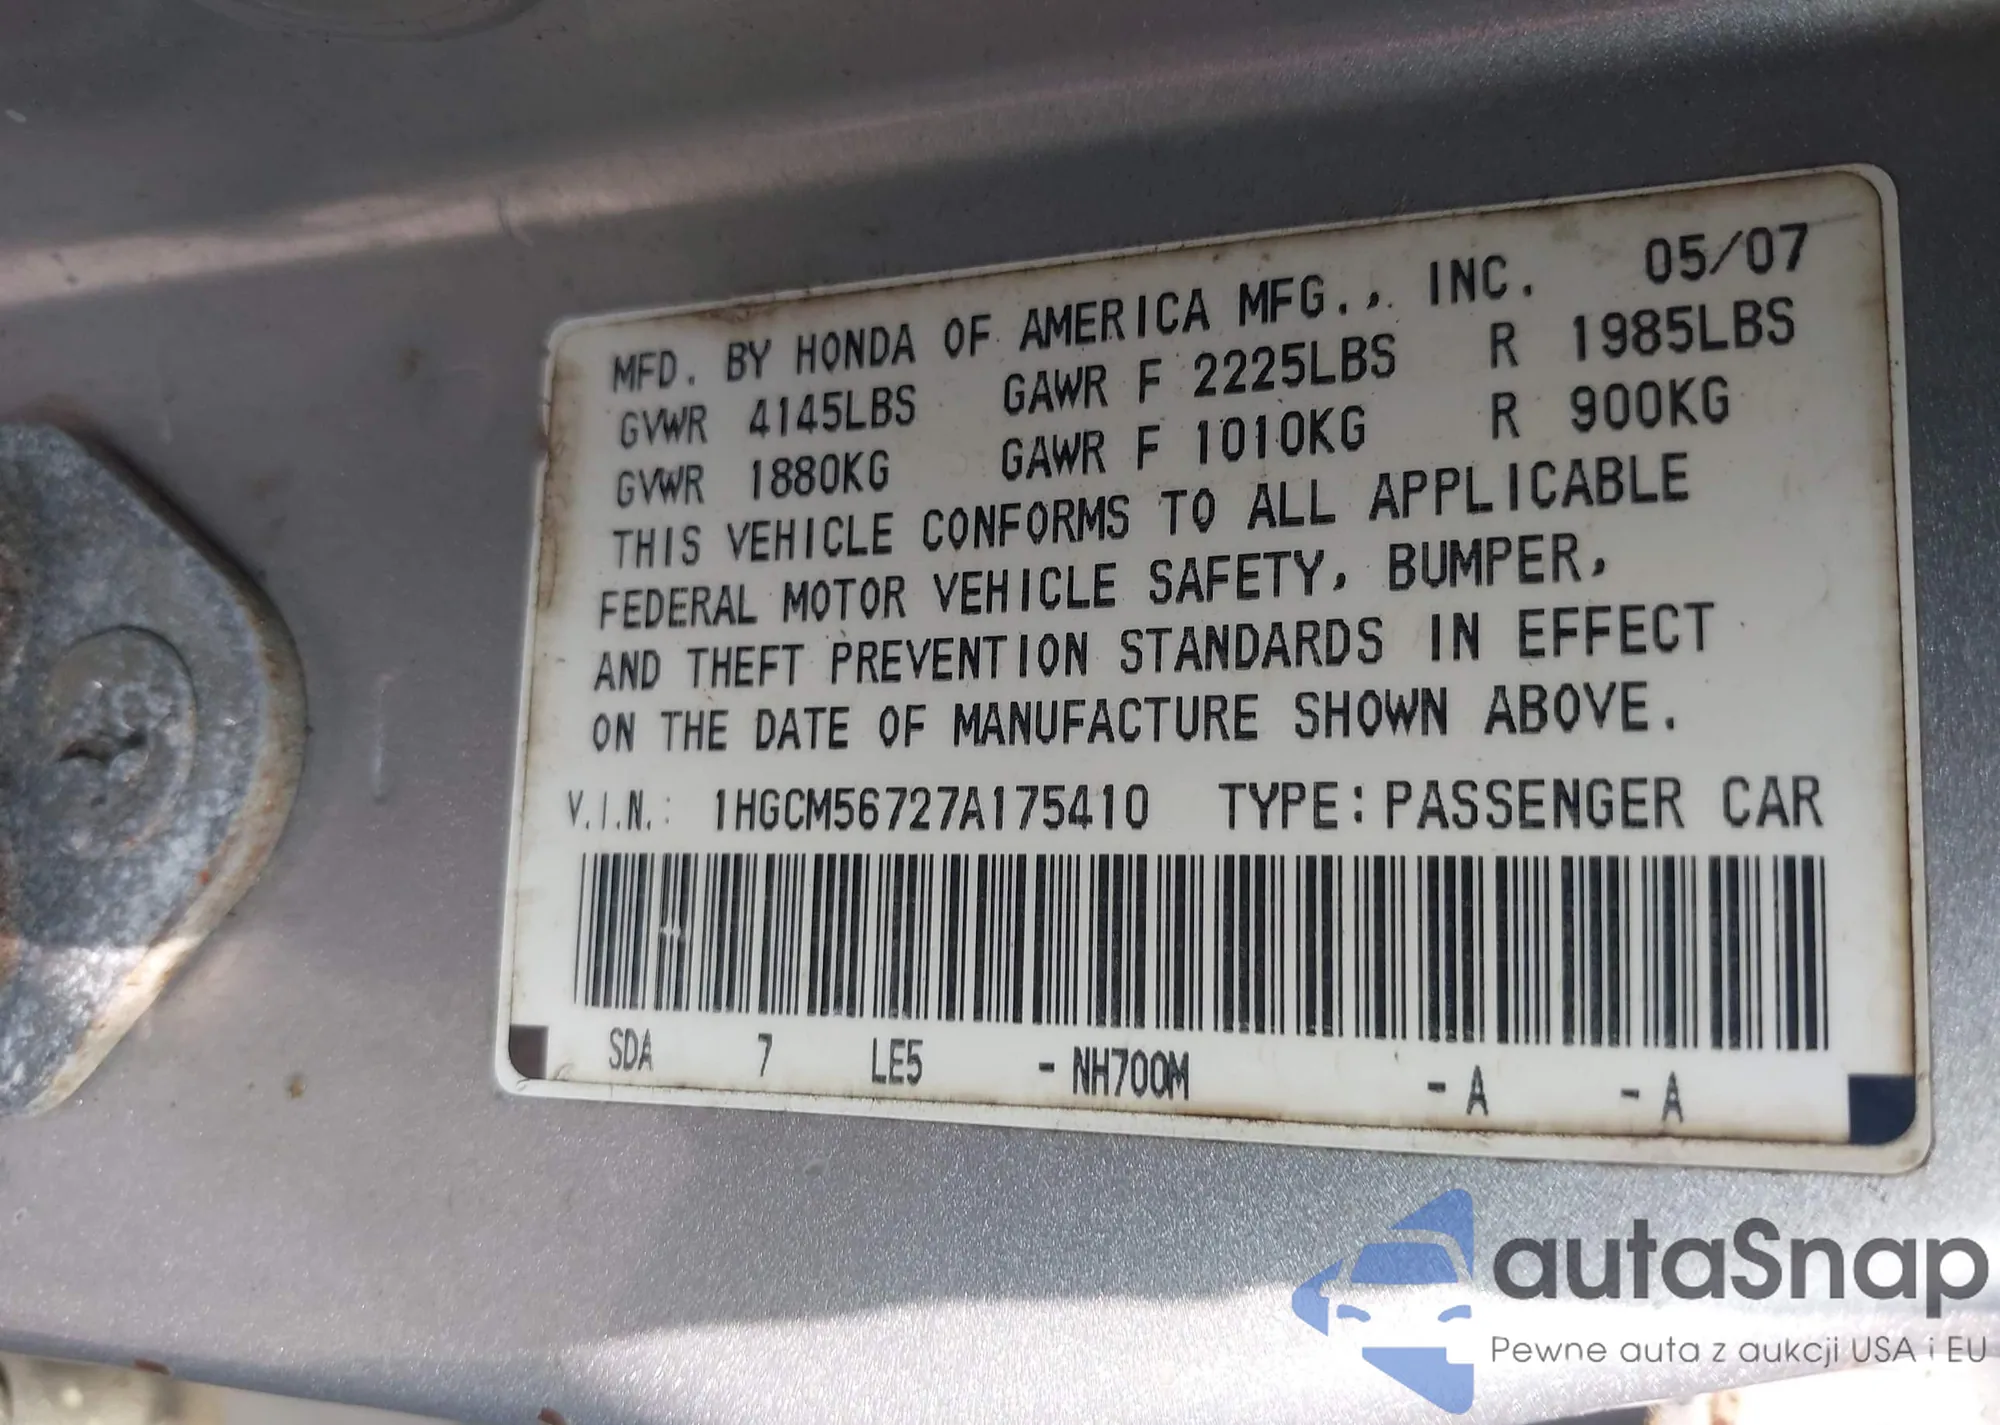 MFD. BY HONDA OF AMERICA MFG., INC. 05/07
GVWR 4145LBS GAWR F 2225LBS R 1985LBS
GVWR 1880KG GAWR F 1010KG R 900KG
THIS VEHICLE CONFORMS TO ALL APPLICABLE
FEDERAL MOTOR VEHICLE SAFETY, BUMPER,
AND THEFT PREVENTION STANDARDS IN EFFECT
ON THE DATE OF MANUFACTURE SHOWN ABOVE.
V.I.N.: 1HGCM56727A175410 TYPE: PASSENGER CAR
SDA 7 LE5 - NH700M - A - A
autaSnap
Pewne auta z aukcji USA i EU